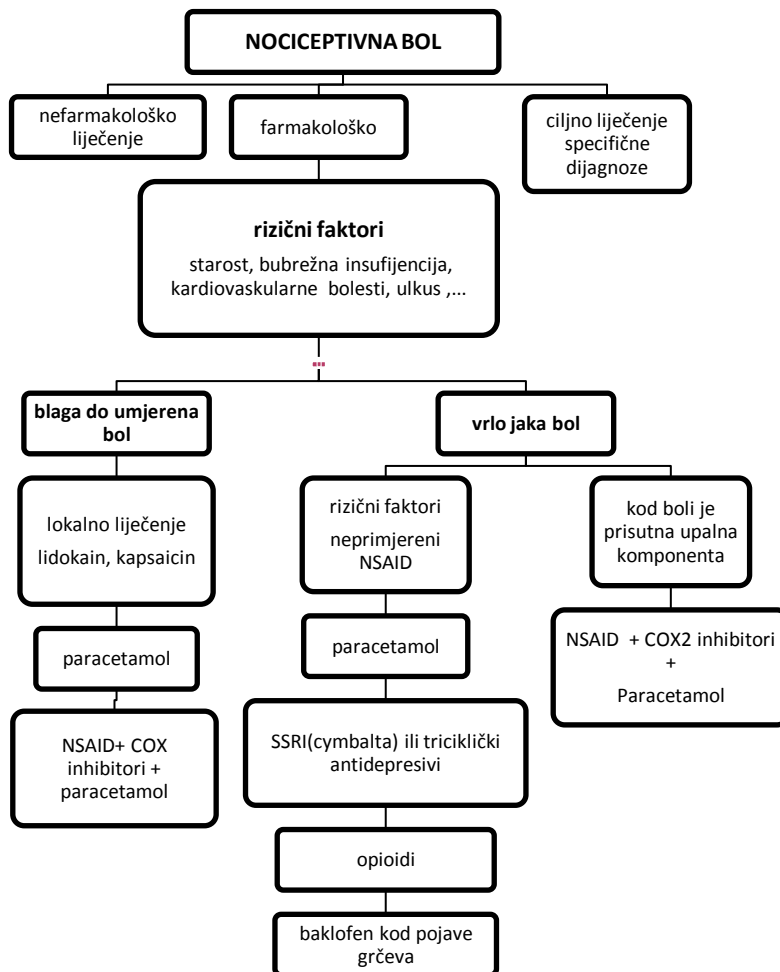 NOCICEPTIVNA BOL
nefarmakološko
liječenje
farmakološko
ciljno liječenje
specifične
dijagnoze
rizični faktori
starost, bubrežna insufijencija,
kardiovaskularne bolesti, ulkus ,...
blaga do umjerena
bol
vrlo jaka bol
lokalno liječenje
lidokain, kapsaicin
rizični faktori
neprimjereni
NSAID
kod boli je
prisutna upalna
komponenta
paracetamol
paracetamol
NSAID + COX2 inhibitori
+
Paracetamol
NSAID+ COX
inhibitori +
paracetamol
SSRI(cymbalta) ili triciklički
antidepresivi
opioidi
baklofen kod pojave
grčeva